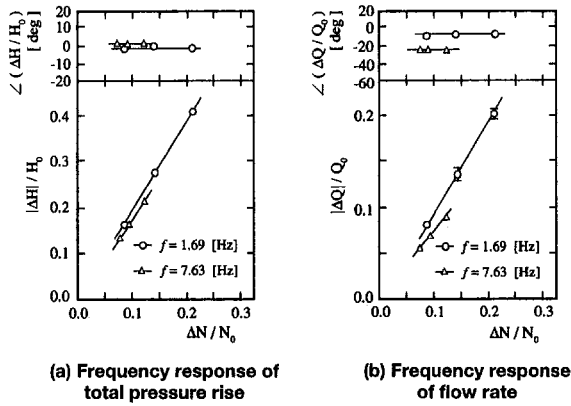 ∠ (ΔH / H₀)
[ deg ]
20
10
0
-10
20
0.4
0.3
0.2
0.1
0.0
|ΔH| / H₀
f = 1.69 [Hz]
f = 7.63 [Hz]
0.0 0.1 0.2 0.3
ΔN / N₀
(a) Frequency response of
total pressure rise
∠ (ΔQ / Q₀)
[ deg ]
20
0
-20
-40
-60
0,2
0.1
0.0
|ΔQ| / Q₀
f = 1.69 [Hz]
f = 7.63 [Hz]
0.0 0.1 0.2 0.3
ΔN / N₀
(b) Frequency response
of flow rate